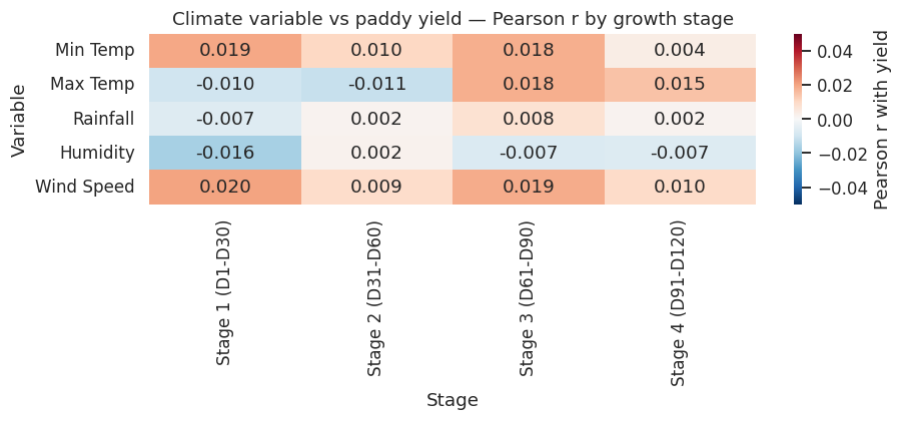 Climate variable vs paddy yield — Pearson r by growth stage
Variable
Min Temp 0.019 0.010 0.018 0.004
Max Temp -0.010 -0.011 0.018 0.015
Rainfall -0.007 0.002 0.008 0.002
Humidity -0.016 0.002 -0.007 -0.007
Wind Speed 0.020 0.009 0.019 0.010
Stage 1 (D1-D30)
Stage 2 (D31-D60)
Stage 3 (D61-D90)
Stage 4 (D91-D120)
Stage
0.04
0.02
0.00
−0.02
−0.04
Pearson r with yield